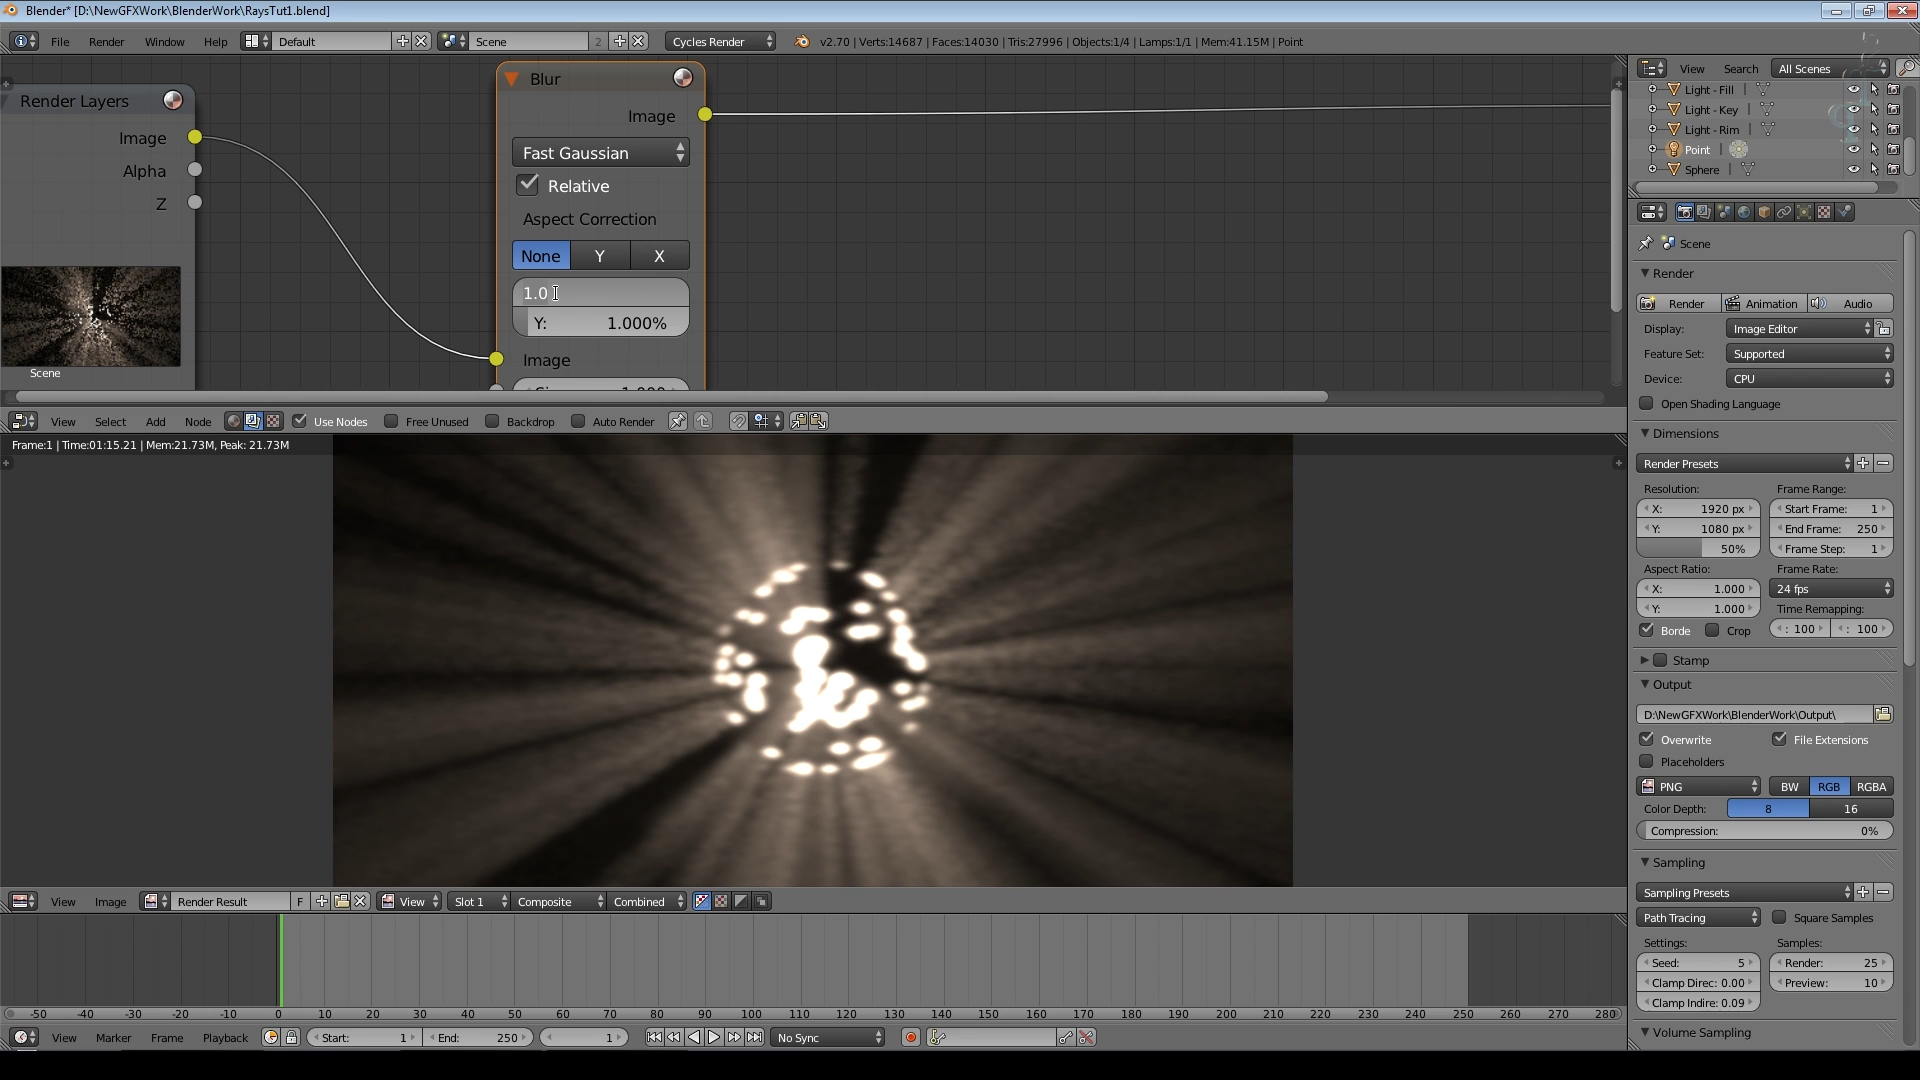 Blender* [D:\NewGFXWork\BlenderWork\RaysTut1.blend]
File Render Window Help Default Scene 2 Cycles Render v2.70 | Verts:14687 | Faces:14030 | Tris:27996 | Objects:1/4 | Lamps:1/1 | Mem:41.15M | Point
Render Layers
Image
Alpha
Z
Scene
Blur
Image
Fast Gaussian
Relative
Aspect Correction
None Y X
1.0
Y: 1.000%
Image
View Select Add Node Use Nodes Free Unused Backdrop Auto Render
Frame:1 | Time:01:15.21 | Mem:21.73M, Peak: 21.73M
View Image Render Result F View Slot 1 Composite Combined
-50 -40 -30 -20 -10 0 10 20 30 40 50 60 70 80 90 100 110 120 130 140 150 160 170 180 190 200 210 220 230 240 250 260 270 280
View Marker Frame Playback Start: 1 End: 250 1 No Sync
View Search All Scenes
Light - Fill
Light - Key
Light - Rim
Point
Sphere
Scene
Render
Render Animation Audio
Display: Image Editor
Feature Set: Supported
Device: CPU
Open Shading Language
Dimensions
Render Presets
Resolution: Frame Range:
X: 1920 px Start Frame: 1
Y: 1080 px End Frame: 250
50% Frame Step: 1
Aspect Ratio: Frame Rate:
X: 1.000 24 fps
Y: 1.000 Time Remapping:
Borde Crop : 100 : 100
Stamp
Output
D:\NewGFXWork\BlenderWork\Output\
Overwrite File Extensions
Placeholders
PNG BW RGB RGBA
Color Depth: 8 16
Compression: 0%
Sampling
Sampling Presets
Path Tracing Square Samples
Settings: Samples:
Seed: 5 Render: 25
Clamp Direc: 0.00 Preview: 10
Clamp Indire: 0.09
Volume Sampling